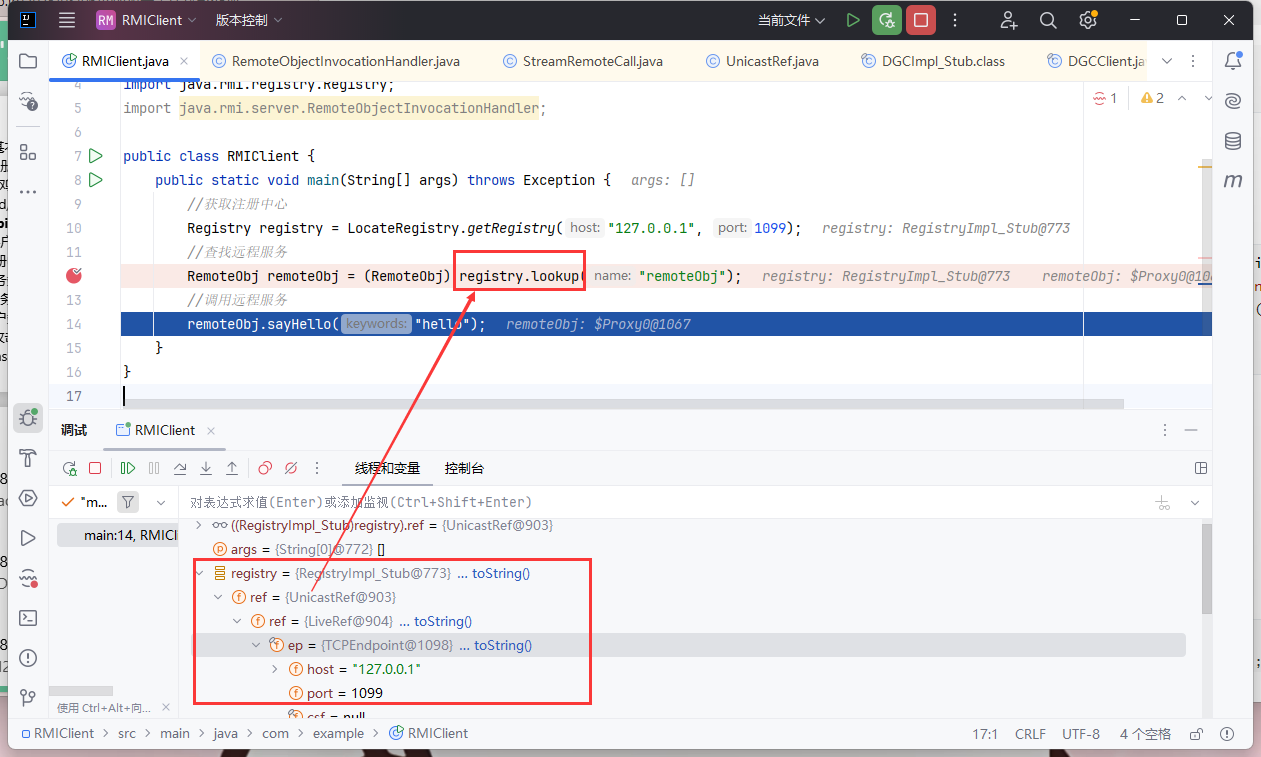 RM RMIClient 版本控制 当前文件
RMIClient.java RemoteObjectInvocationHandler.java StreamRemoteCall.java UnicastRef.java DGCImpl_Stub.class DGCClient.ja
4 import java.rmi.registry.Registry;
5 import java.rmi.server.RemoteObjectInvocationHandler;
1 2
6
7 public class RMIClient {
8 public static void main(String[] args) throws Exception { args: []
9 //获取注册中心
10 Registry registry = LocateRegistry.getRegistry( host: "127.0.0.1", port: 1099); registry: RegistryImpl_Stub@773
11 //查找远程服务
RemoteObj remoteObj = (RemoteObj) registry.lookup( name: "remoteObj"); registry: RegistryImpl_Stub@773 remoteObj: $Proxy0@10
13 //调用远程服务
14 remoteObj.sayHello( keywords: "hello"); remoteObj: $Proxy0@1067
15 }
16 }
17
调试 RMIClient
线程和变量 控制台
"m... 对表达式求值(Enter)或添加监视(Ctrl+Shift+Enter)
((RegistryImpl_Stub)registry).ref = {UnicastRef@903}
main:14, RMICl
args = {String[0]@772} []
registry = {RegistryImpl_Stub@773} ... toString()
ref = {UnicastRef@903}
ref = {LiveRef@904} ... toString()
ep = {TCPEndpoint@1098} ... toString()
host = "127.0.0.1"
port = 1099
使用 Ctrl+Alt+向...
csf = null
RMIClient > src > main > java > com > example > RMIClient 17:1 CRLF UTF-8 4 个空格